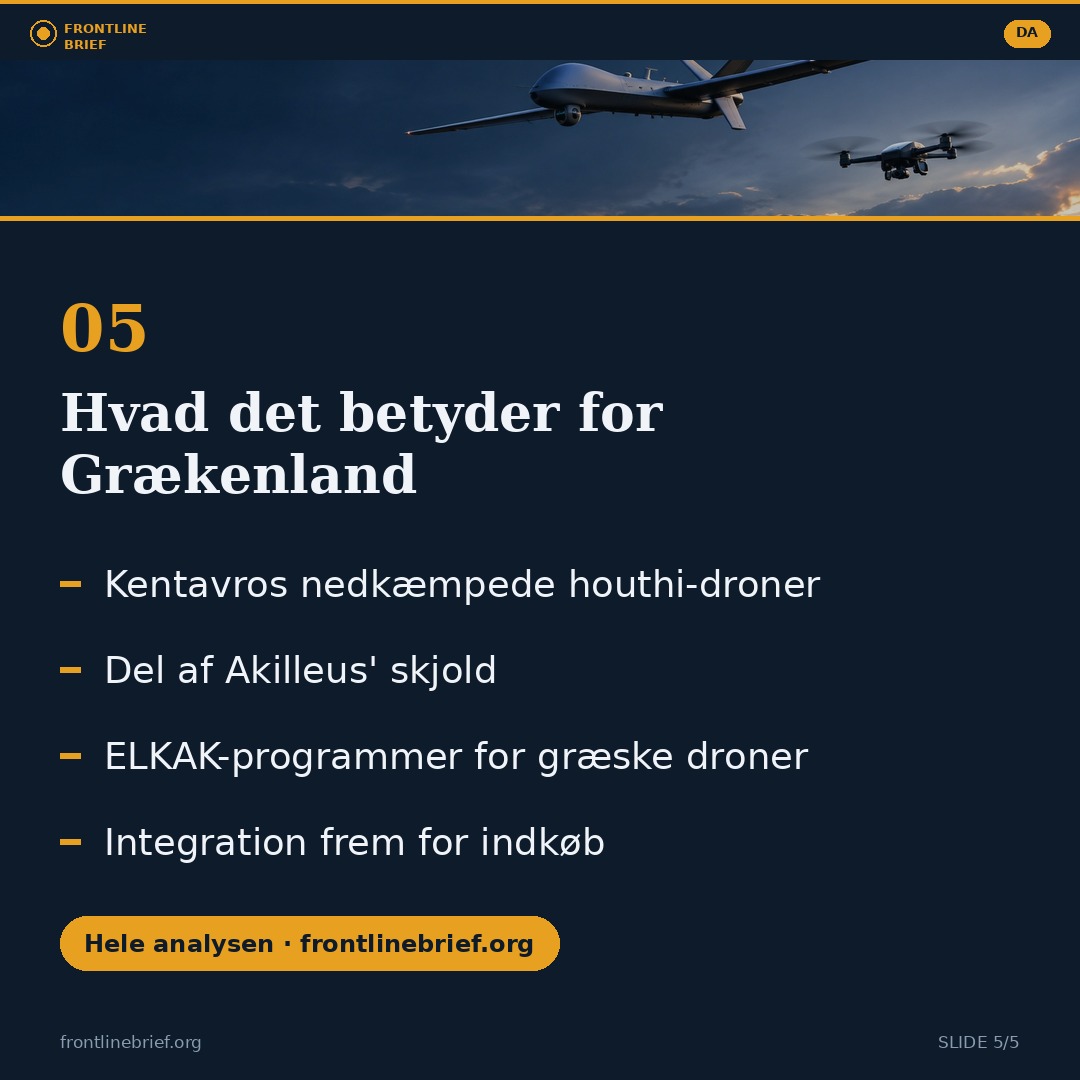 FRONTLINE
BRIEF
DA
05
Hvad det betyder for
Grækenland
– Kentavros nedkæmpede houthi-droner
– Del af Akilleus' skjold
– ELKAK-programmer for græske droner
– Integration frem for indkøb
Hele analysen · frontlinebrief.org
frontlinebrief.org
SLIDE 5/5